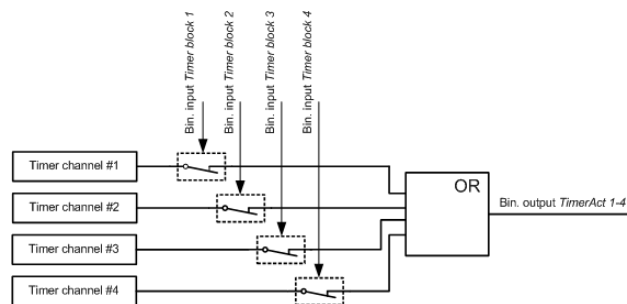 Bin. input Timer block 1
Bin. input Timer block 2
Bin. input Timer block 3
Bin. input Timer block 4
Timer channel #1
Timer channel #2
Timer channel #3
Timer channel #4
OR
Bin. output TimerAct 1-4